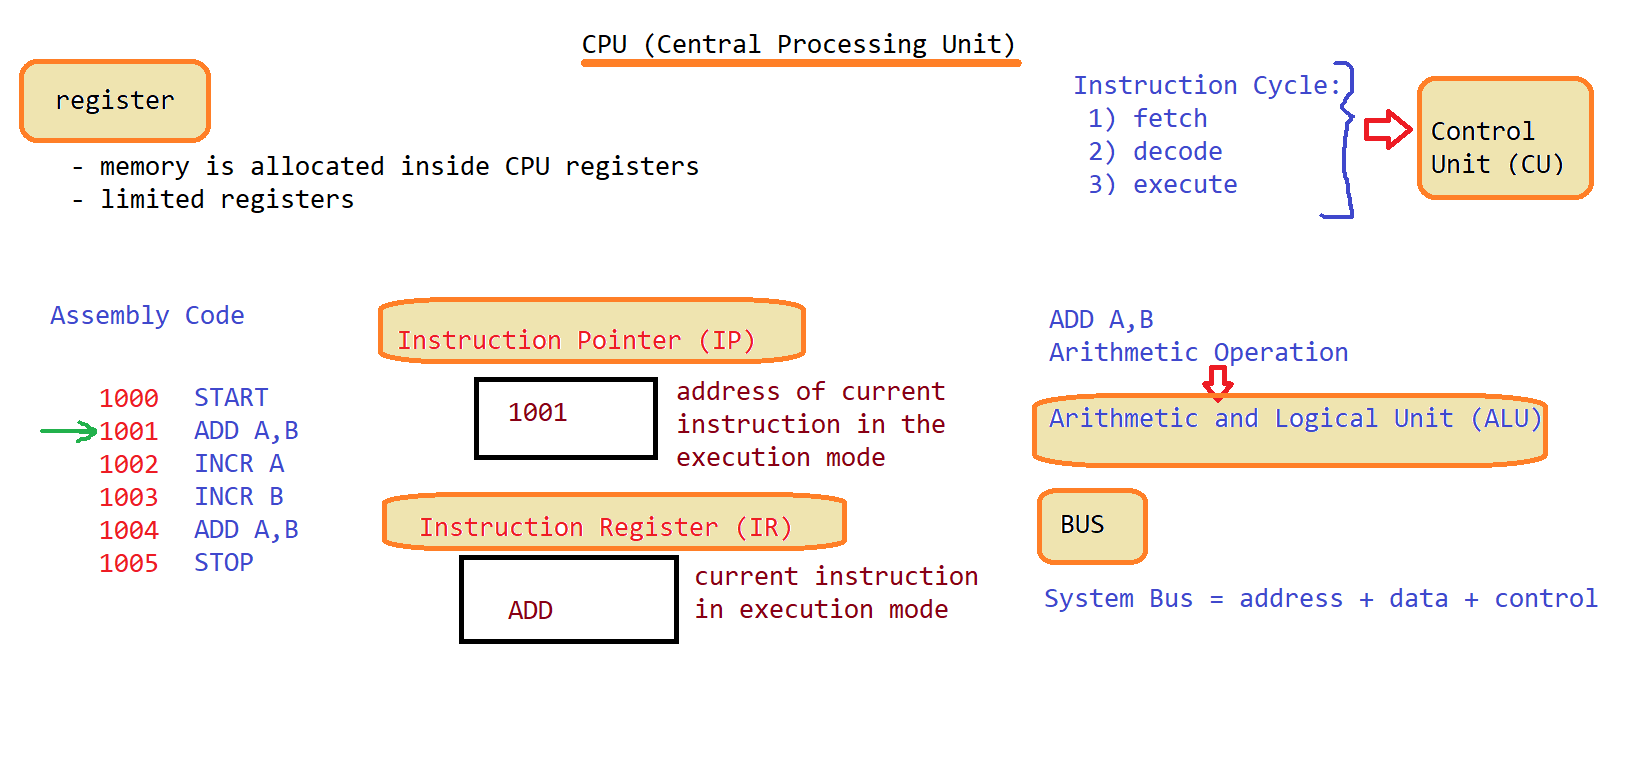 CPU (Central Processing Unit)
register
- memory is allocated inside CPU registers
- limited registers
Instruction Cycle:
1) fetch
2) decode
3) execute
Control
Unit (CU)
Assembly Code
1000 START
1001 ADD A,B
1002 INCR A
1003 INCR B
1004 ADD A,B
1005 STOP
Instruction Pointer (IP)
1001
address of current
instruction in the
execution mode
Instruction Register (IR)
ADD
current instruction
in execution mode
ADD A,B
Arithmetic Operation
Arithmetic and Logical Unit (ALU)
BUS
System Bus = address + data + control